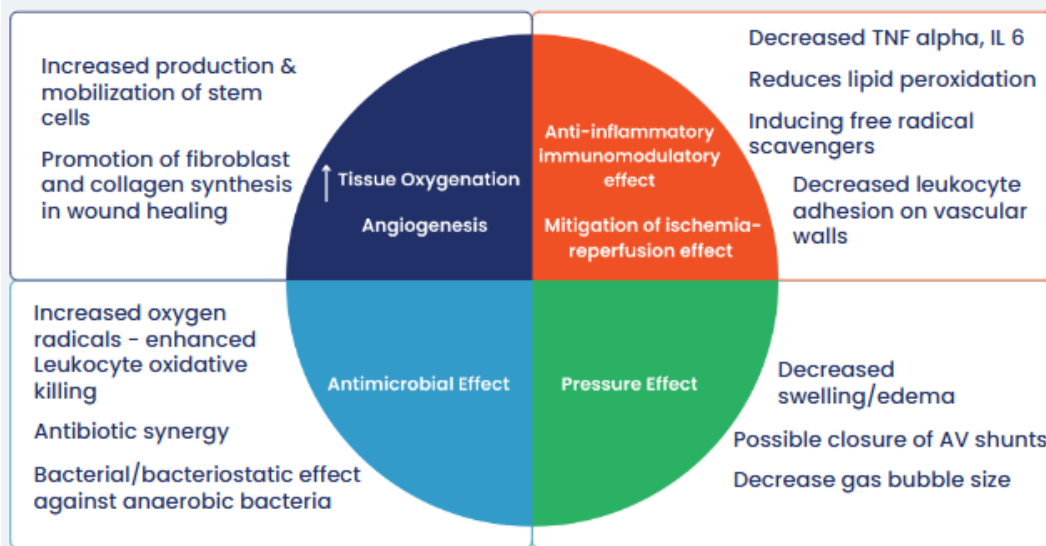 Increased production &
mobilization of stem
cells
Promotion of fibroblast
and collagen synthesis
in wound healing
↑ Tissue Oxygenation
Angiogenesis
Anti-inflammatory
immunomodulatory
effect
Mitigation of ischemia-
reperfusion effect
Decreased TNF alpha, IL 6
Reduces lipid peroxidation
Inducing free radical
scavengers
Decreased leukocyte
adhesion on vascular
walls
Increased oxygen
radicals - enhanced
Leukocyte oxidative
killing
Antibiotic synergy
Bacterial/bacteriostatic effect
against anaerobic bacteria
Antimicrobial Effect
Pressure Effect
Decreased
swelling/edema
Possible closure of AV shunts
Decrease gas bubble size